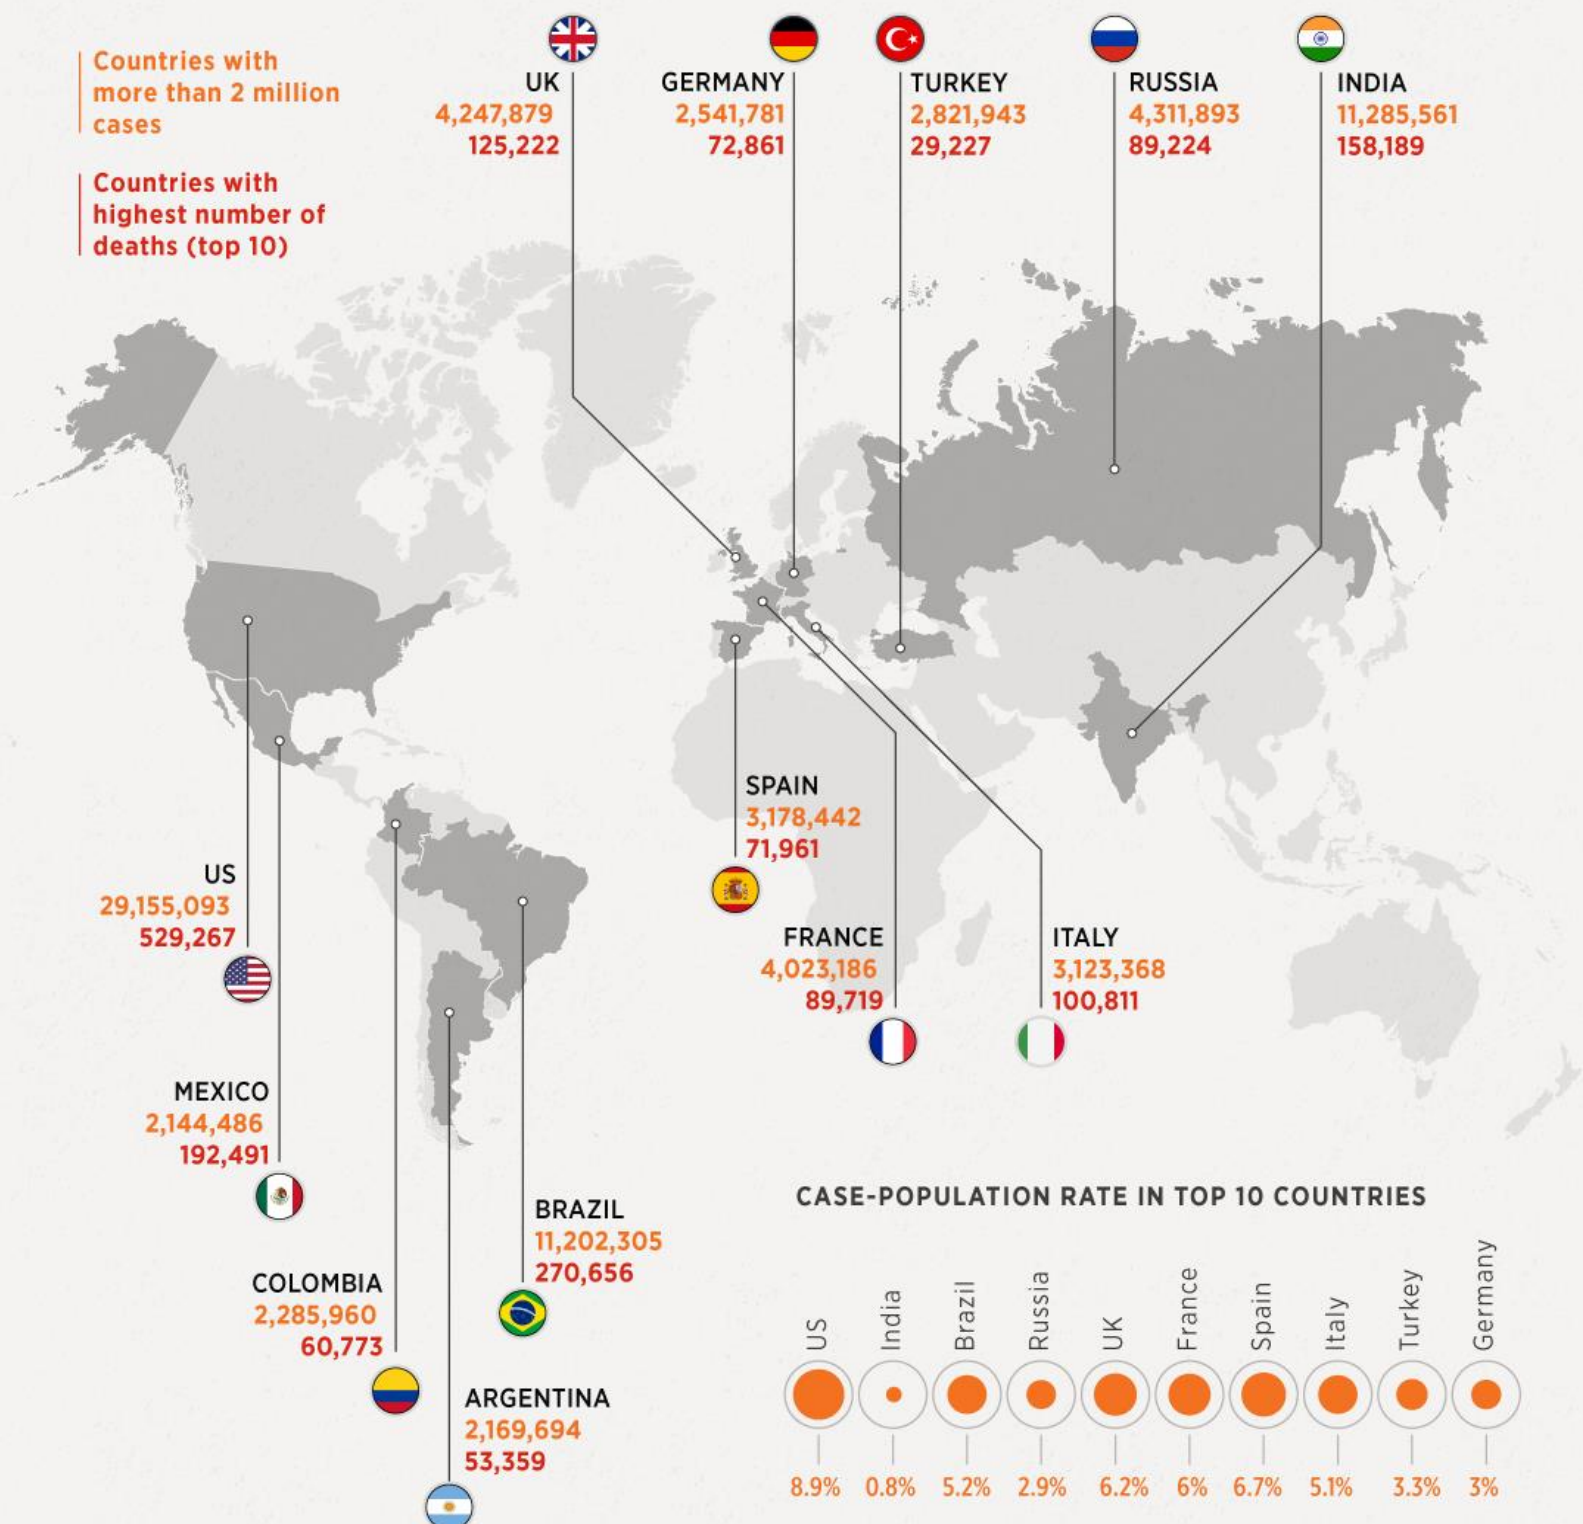 Countries with
more than 2 million
cases
Countries with
highest number of
deaths (top 10)
UK
4,247,879
125,222
GERMANY
2,541,781
72,861
TURKEY
2,821,943
29,227
RUSSIA
4,311,893
89,224
INDIA
11,285,561
158,189
SPAIN
3,178,442
71,961
US
29,155,093
529,267
FRANCE
4,023,186
89,719
ITALY
3,123,368
100,811
MEXICO
2,144,486
192,491
BRAZIL
11,202,305
270,656
COLOMBIA
2,285,960
60,773
ARGENTINA
2,169,694
53,359
CASE-POPULATION RATE IN TOP 10 COUNTRIES
US India Brazil Russia UK France Spain Italy Turkey Germany
8.9% 0.8% 5.2% 2.9% 6.2% 6% 6.7% 5.1% 3.3% 3%